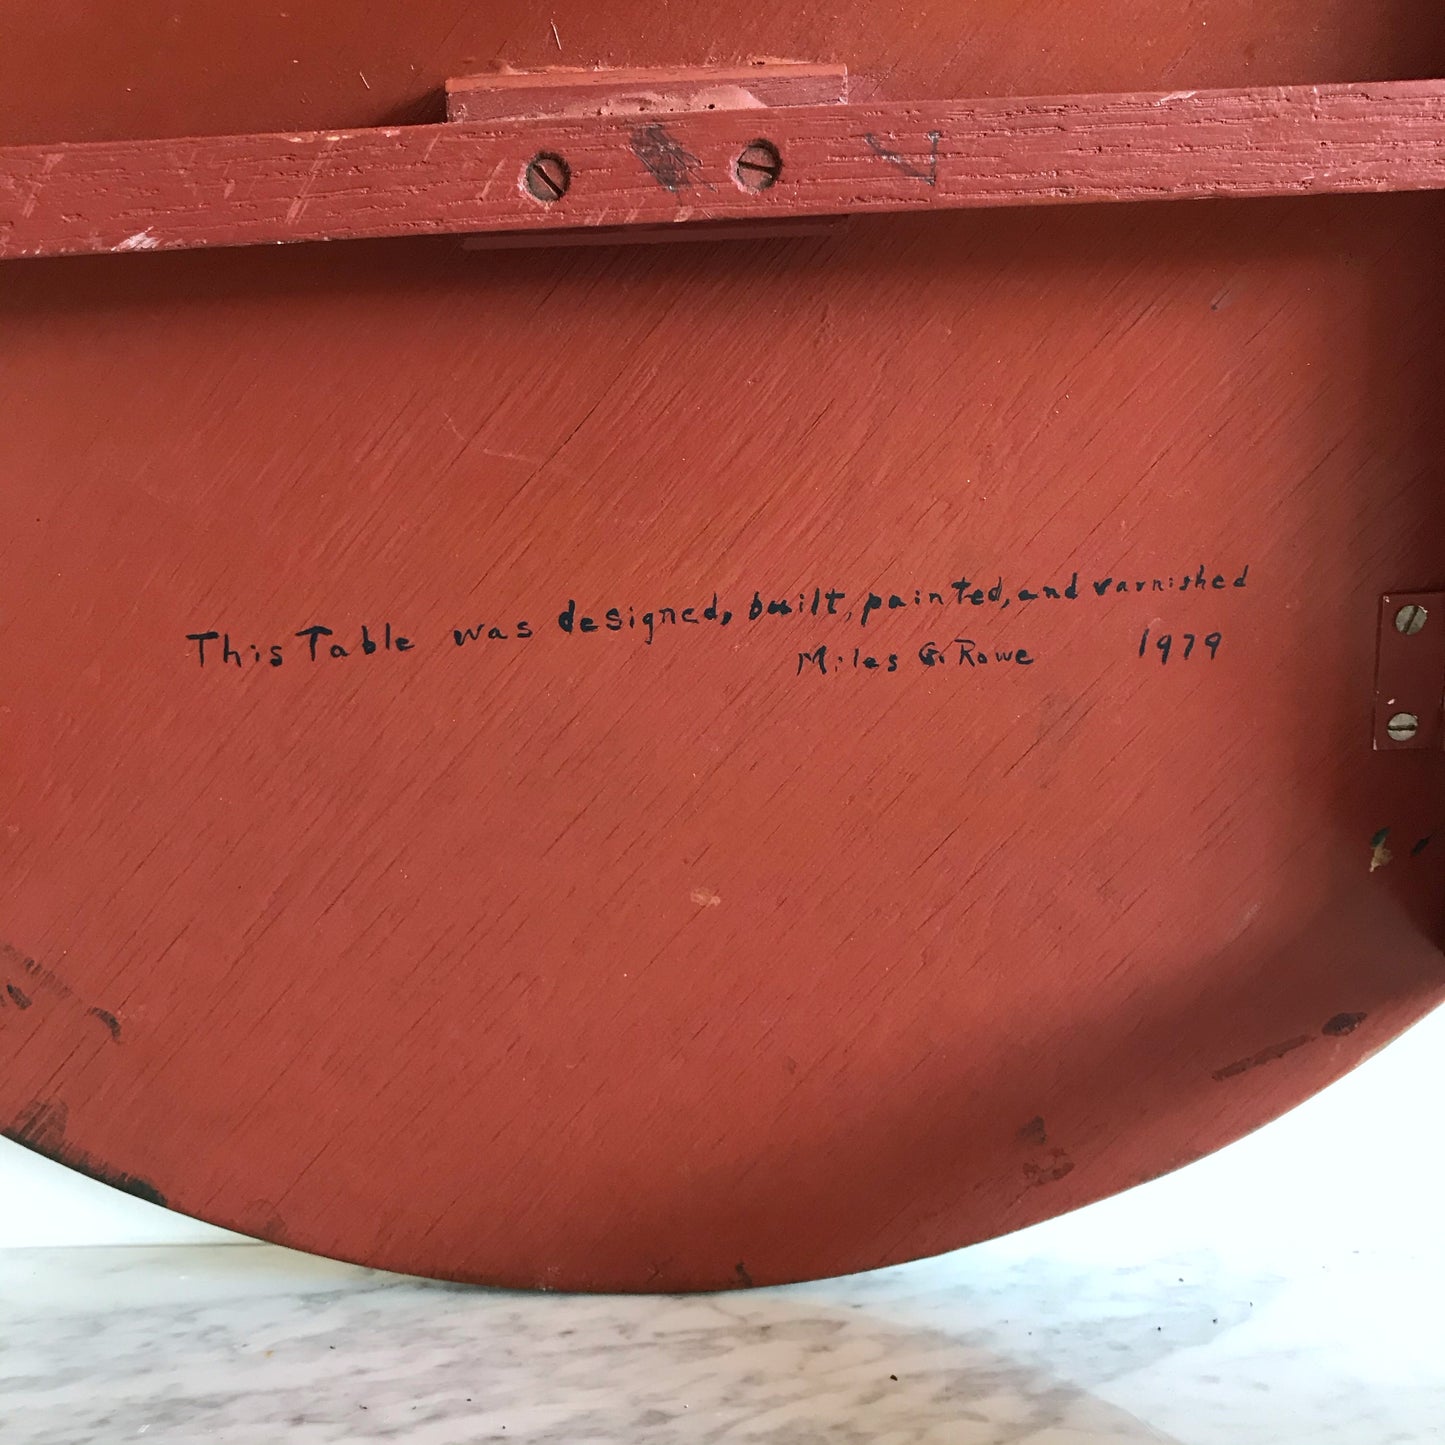 This Table was designed, built, painted, and varnished
Miles G. Rowe 1979